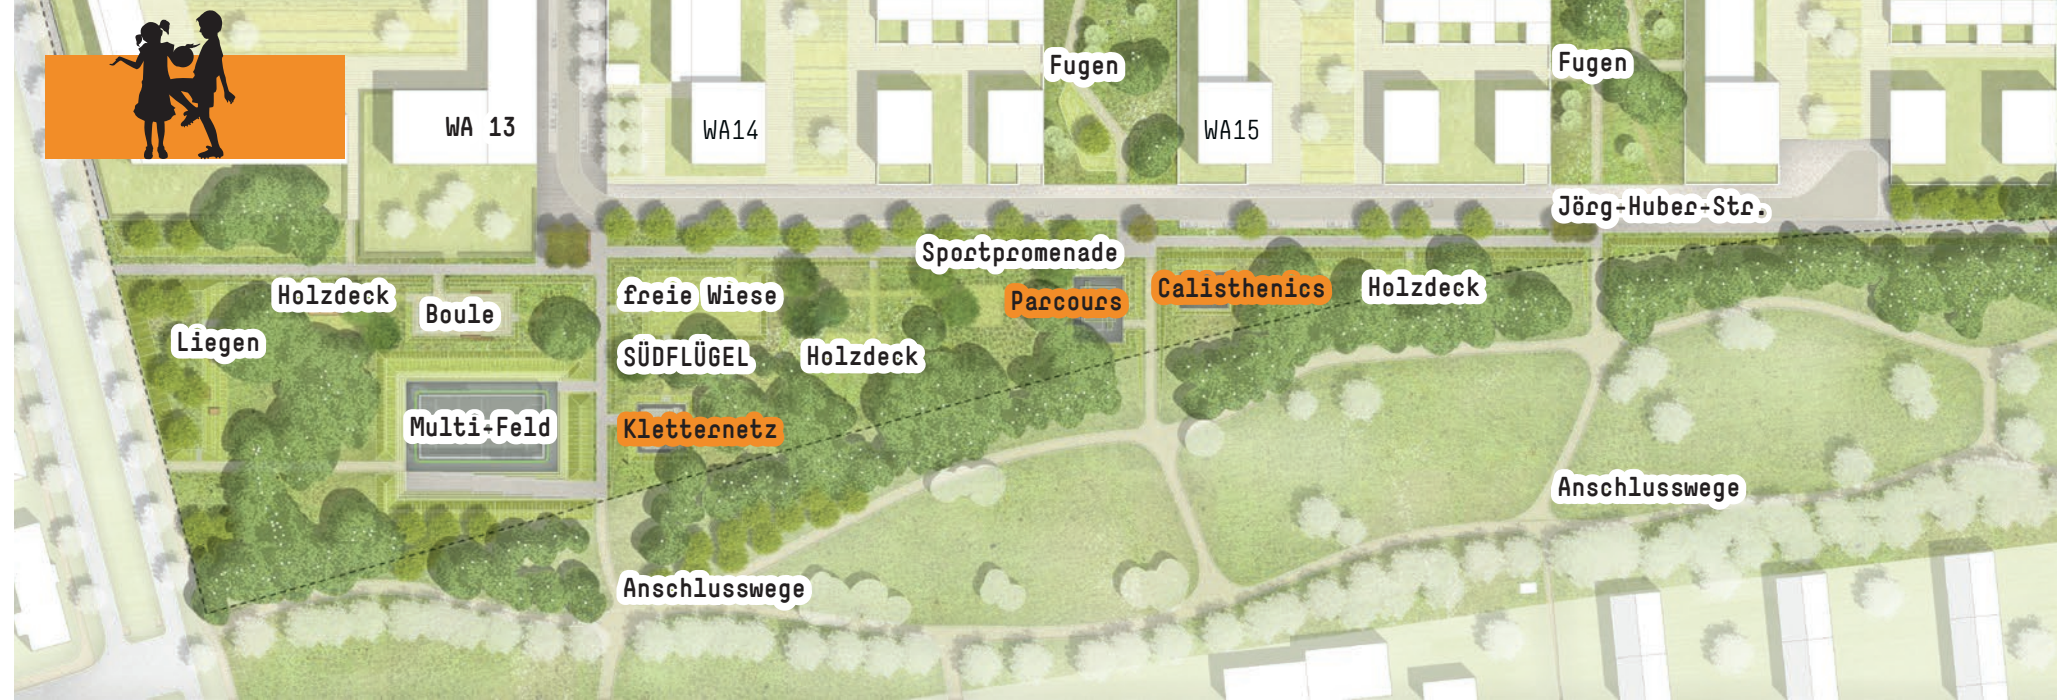 Fugen
Fugen
WA 13
WA14
WA15
Jörg-Huber-Str.
Sportpromenade
Holzdeck
freie Wiese
Parcours
Calisthenics
Holzdeck
Boule
Liegen
SÜDFLÜGEL
Holzdeck
Multi-Feld
Kletternetz
Anschlusswege
Anschlusswege